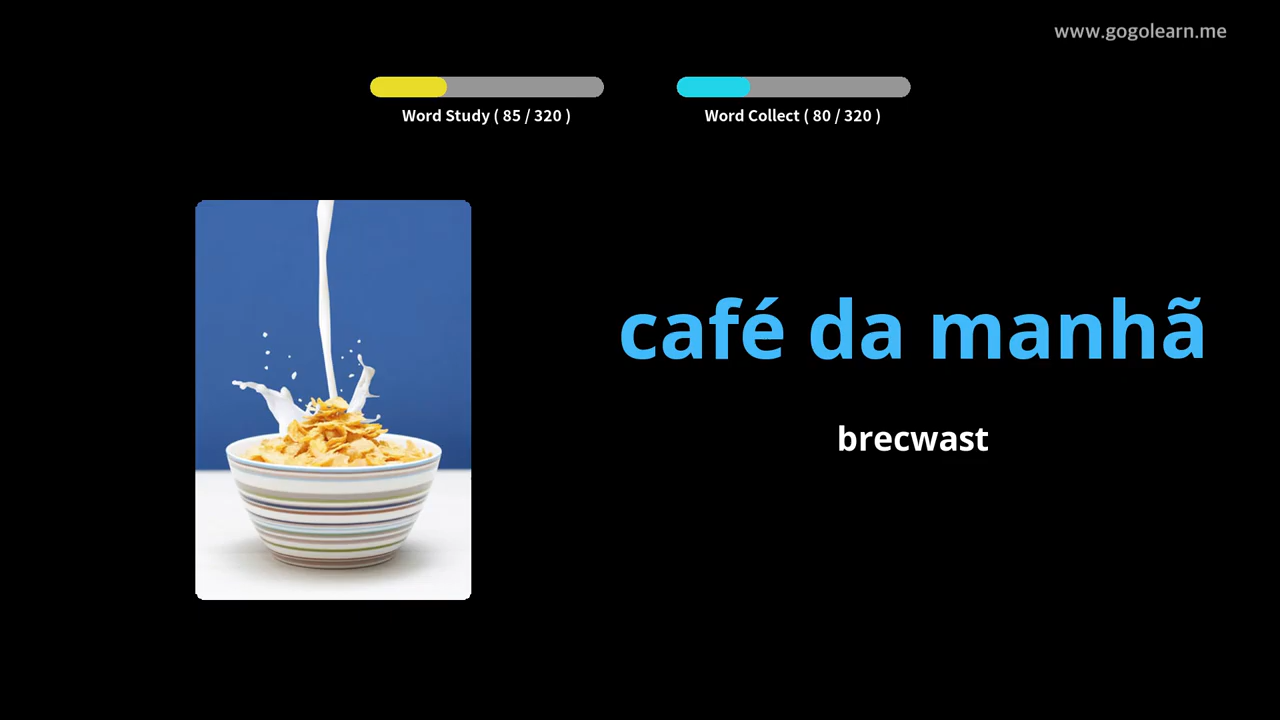 www.gogolearn.me
Word Study ( 85 / 320 )
Word Collect ( 80 / 320 )
café da manhã
brecwast